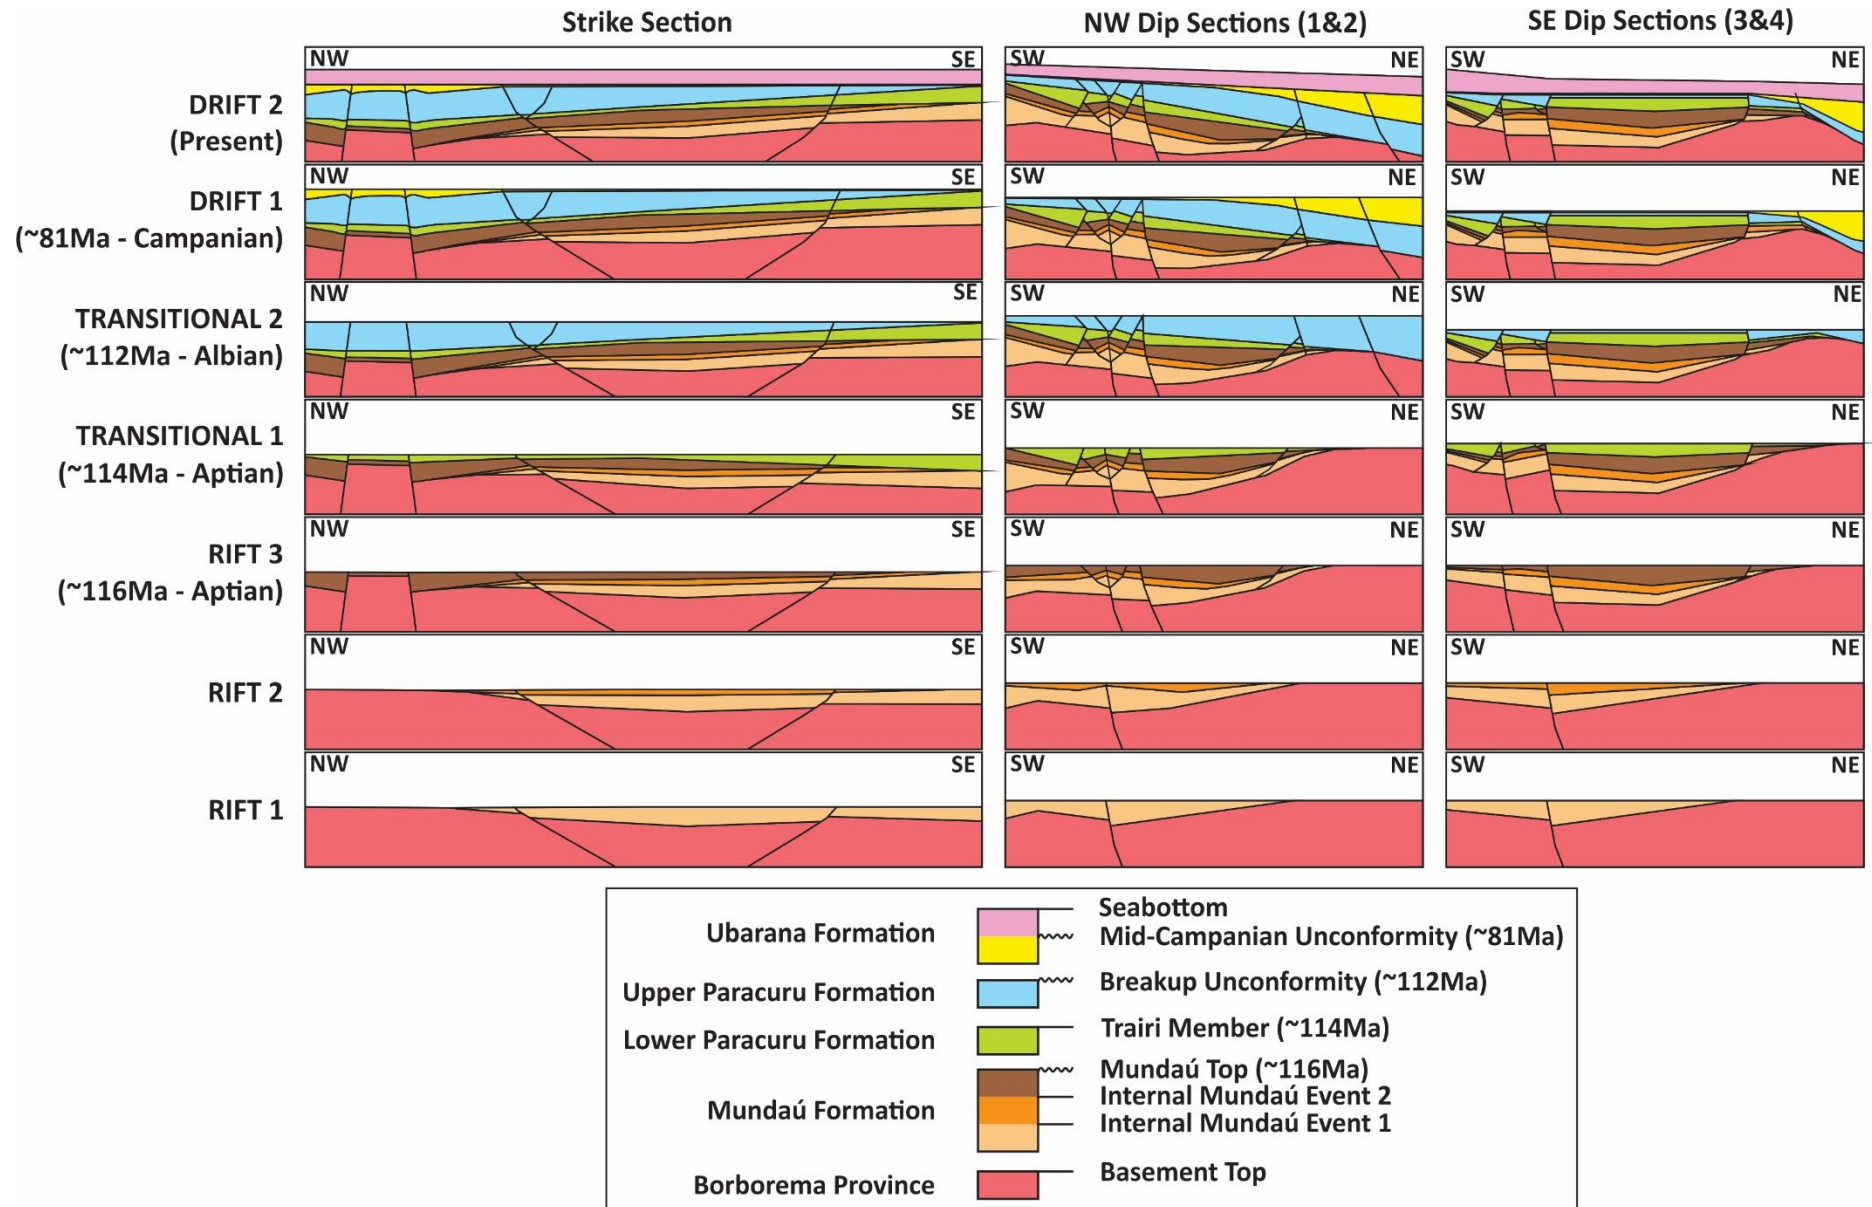 Strike Section
NW Dip Sections (1&2)
SE Dip Sections (3&4)
DRIFT 2
(Present)
NW SE
SW NE
SW NE
DRIFT 1
(~81Ma - Campanian)
NW SE
SW NE
SW NE
TRANSITIONAL 2
(~112Ma - Albian)
NW SE
SW NE
SW NE
TRANSITIONAL 1
(~114Ma - Aptian)
NW SE
SW NE
SW NE
RIFT 3
(~116Ma - Aptian)
NW SE
SW NE
SW NE
RIFT 2
NW SE
SW NE
SW NE
RIFT 1
NW SE
SW NE
SW NE
Ubarana Formation
Seabottom
Mid-Campanian Unconformity (~81Ma)
Upper Paracuru Formation
Breakup Unconformity (~112Ma)
Lower Paracuru Formation
Trairi Member (~114Ma)
Mundaú Formation
Mundaú Top (~116Ma)
Internal Mundaú Event 2
Internal Mundaú Event 1
Borborema Province
Basement Top